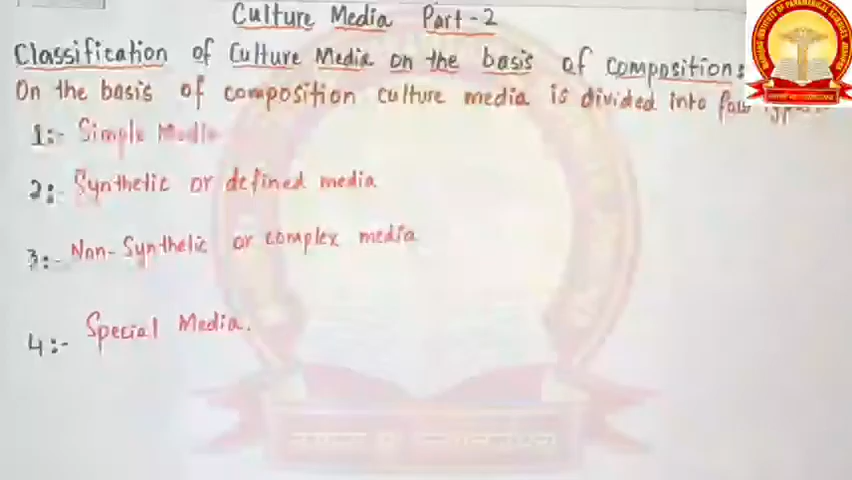 Culture Media Part-2
Classification of Culture Media on the basis of composition:
On the basis of composition culture media is divided into four types
1:- Simple Media
2:- Synthetic or defined media
3:- Non-Synthetic or complex media
4:- Special Media.